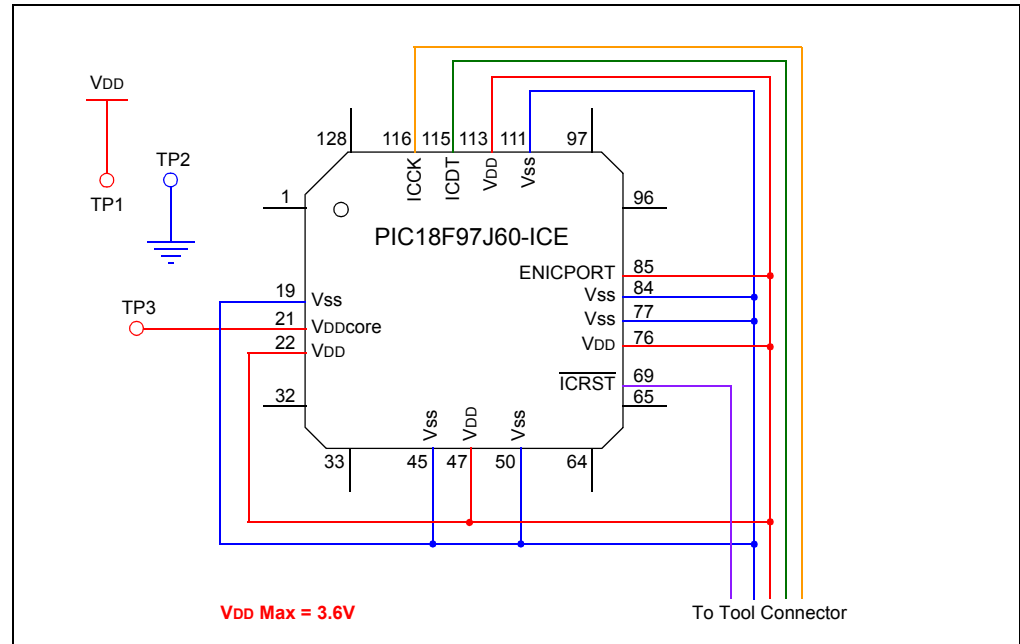 VDD
TP1
TP2
TP3
128
116
115
113
111
97
ICCK
ICDT
VDD
Vss
1
96
PIC18F97J60-ICE
ENICPORT
85
Vss
84
Vss
77
VDD
76
ICRST
69
65
19
Vss
21
VDDcore
22
VDD
32
Vss
VDD
Vss
33
45
47
50
64
VDD Max = 3.6V
To Tool Connector